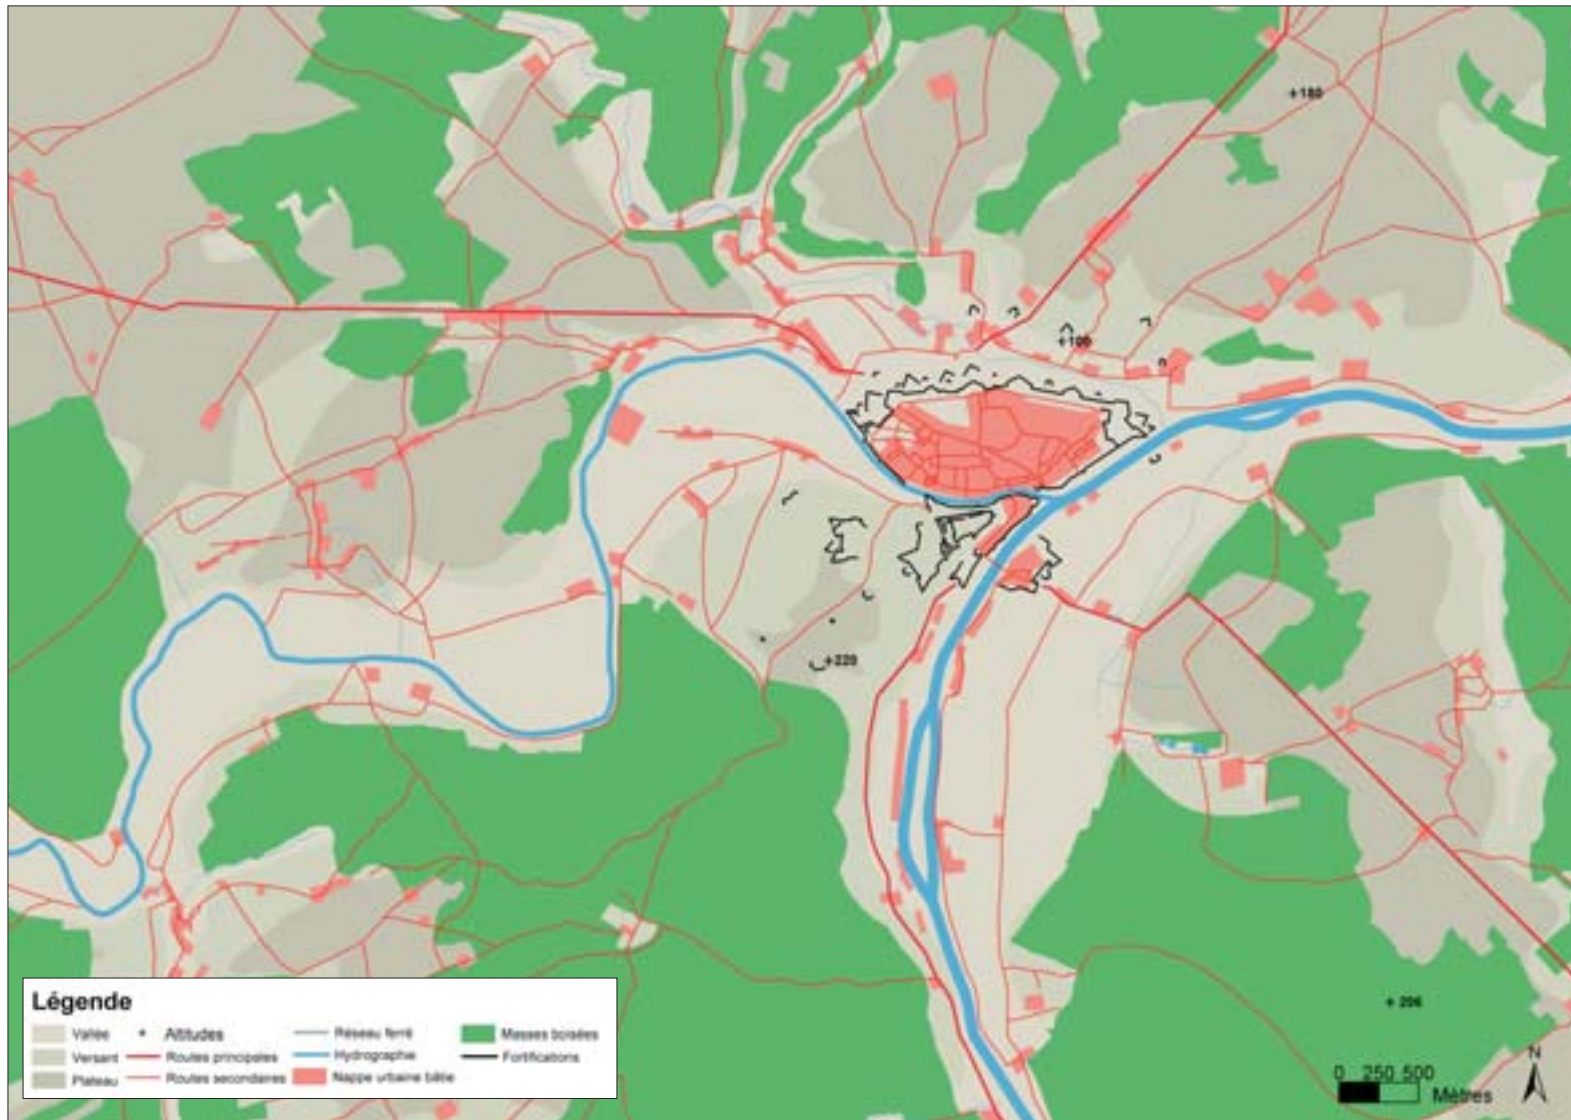 +180
+100
+220
+ 206
Légende
Vallée
Altitudes
Réseau ferré
Masses boisées
Versant
Routes principales
Hydrographie
Fortifications
Plateau
Routes secondaires
Nappe urbaine bâtie
0 250 500
Mètres
N